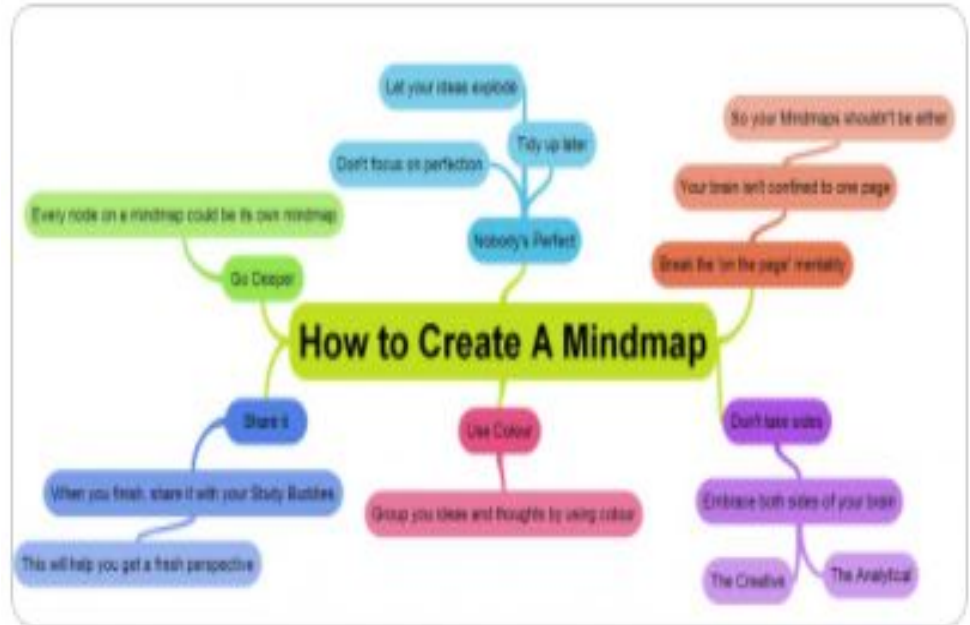 Let your ideas explode
Tidy up later
Don't focus on perfection
Nobody's Perfect
So your Mindmaps shouldn't be either
Your brain isn't confined to one page
Break the 'on the page' mentality
Every node on a mindmap could be its own mindmap
Go Deeper
How to Create A Mindmap
Share it
When you finish, share it with your Study Buddies
This will help you get a fresh perspective
Use Colour
Group you ideas and thoughts by using colour
Don't take sides
Embrace both sides of your brain
The Creative
The Analytical